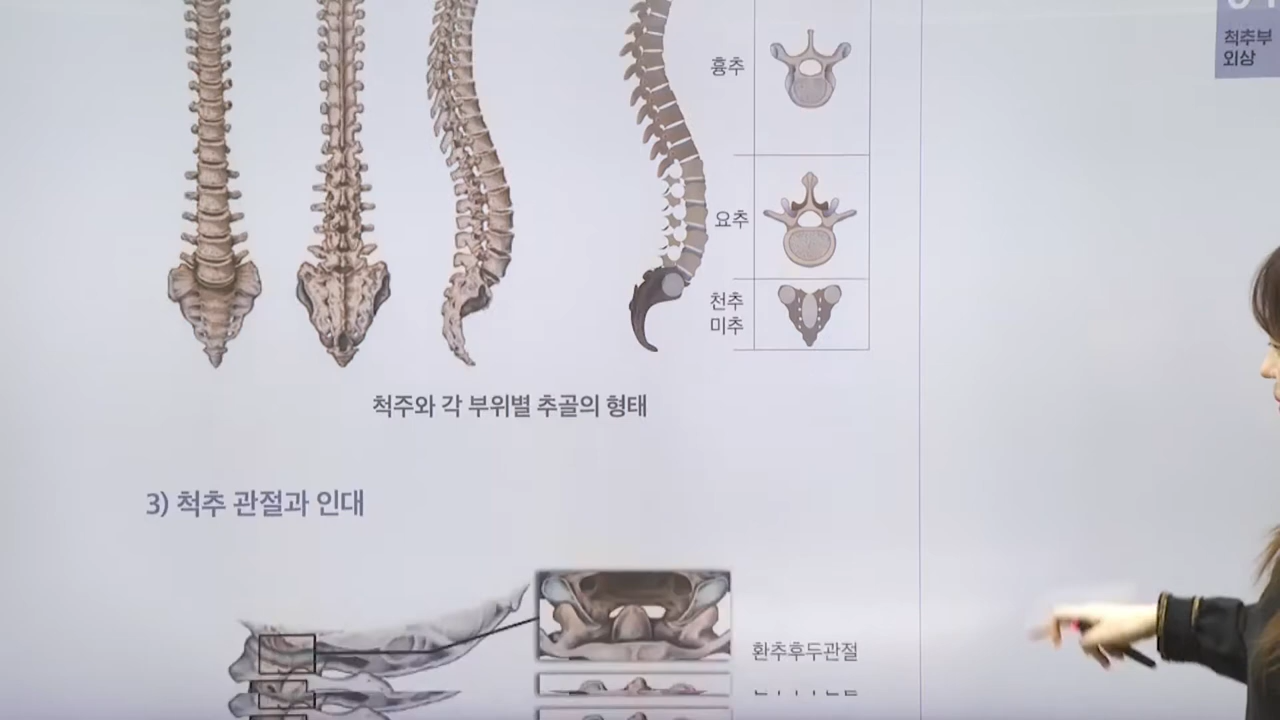 척추부
외상
흉추
요추
천추
미추
척주와 각 부위별 추골의 형태
3) 척추 관절과 인대
환추후두관절